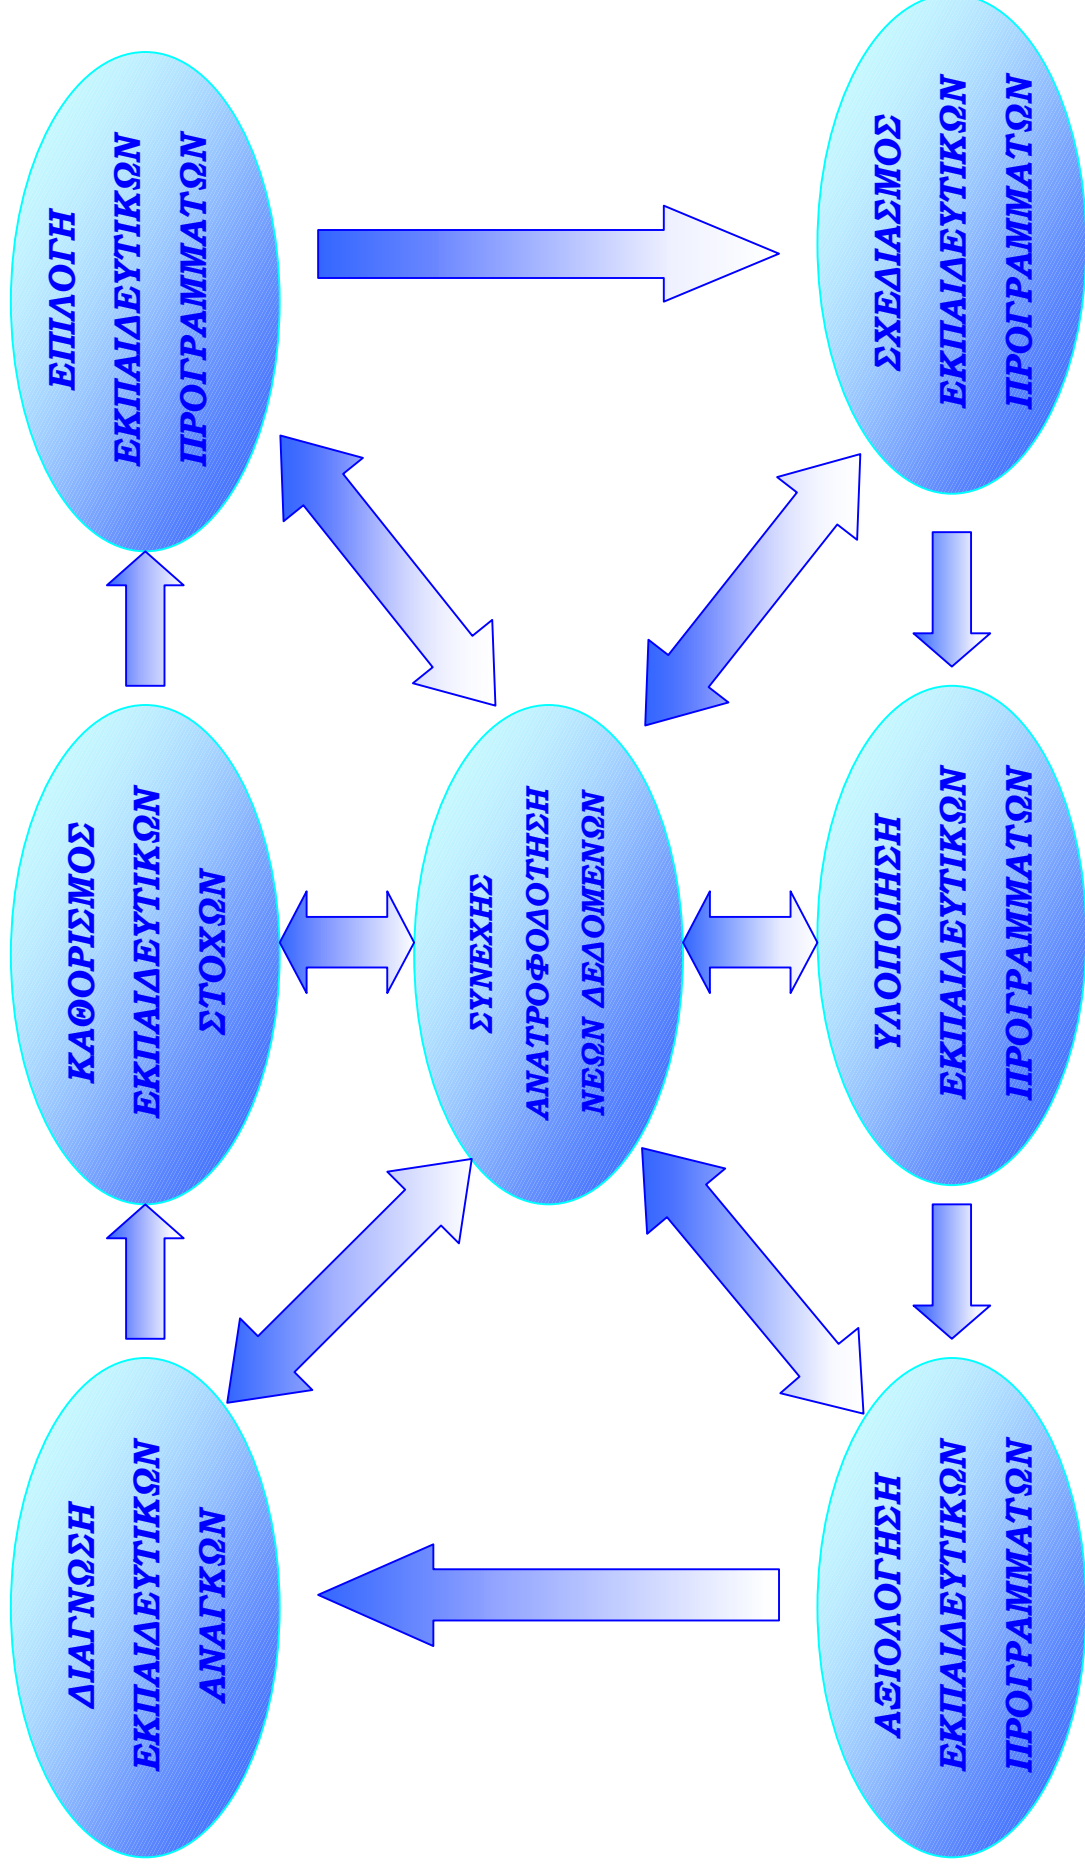 ΔΙΑΓΝΩΣΗ
ΕΚΠΑΙΔΕΥΤΙΚΩΝ
ΑΝΑΓΚΩΝ
ΚΑΘΟΡΙΣΜΟΣ
ΕΚΠΑΙΔΕΥΤΙΚΩΝ
ΣΤΟΧΩΝ
ΕΠΙΛΟΓΗ
ΕΚΠΑΙΔΕΥΤΙΚΩΝ
ΠΡΟΓΡΑΜΜΑΤΩΝ
ΣΥΝΕΧΗΣ
ΑΝΑΤΡΟΦΟΔΟΤΗΣΗ
ΝΕΩΝ ΔΕΔΟΜΕΝΩΝ
ΑΞΙΟΛΟΓΗΣΗ
ΕΚΠΑΙΔΕΥΤΙΚΩΝ
ΠΡΟΓΡΑΜΜΑΤΩΝ
ΥΛΟΠΟΙΗΣΗ
ΕΚΠΑΙΔΕΥΤΙΚΩΝ
ΠΡΟΓΡΑΜΜΑΤΩΝ
ΣΧΕΔΙΑΣΜΟΣ
ΕΚΠΑΙΔΕΥΤΙΚΩΝ
ΠΡΟΓΡΑΜΜΑΤΩΝ